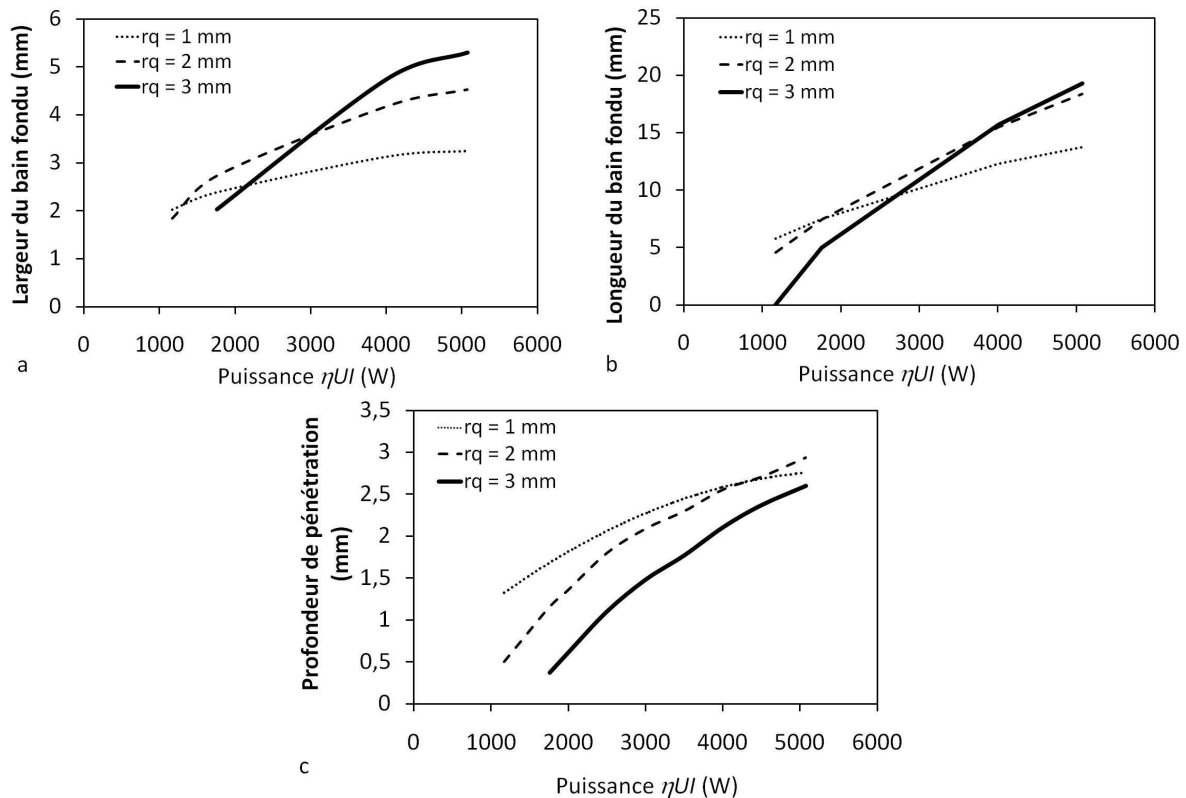 Largeur du bain fondu (mm)
6
5
4
3
2
1
0
rq = 1 mm
rq = 2 mm
rq = 3 mm
0 1000 2000 3000 4000 5000 6000
Puissance ηUI (W)
a
Longueur du bain fondu (mm)
25
20
15
10
5
0
rq = 1 mm
rq = 2 mm
rq = 3 mm
0 1000 2000 3000 4000 5000 6000
Puissance ηUI (W)
b
Profondeur de pénétration
(mm)
3,5
3
2,5
2
1,5
1
0,5
0
rq = 1 mm
rq = 2 mm
rq = 3 mm
0 1000 2000 3000 4000 5000 6000
Puissance ηUI (W)
c